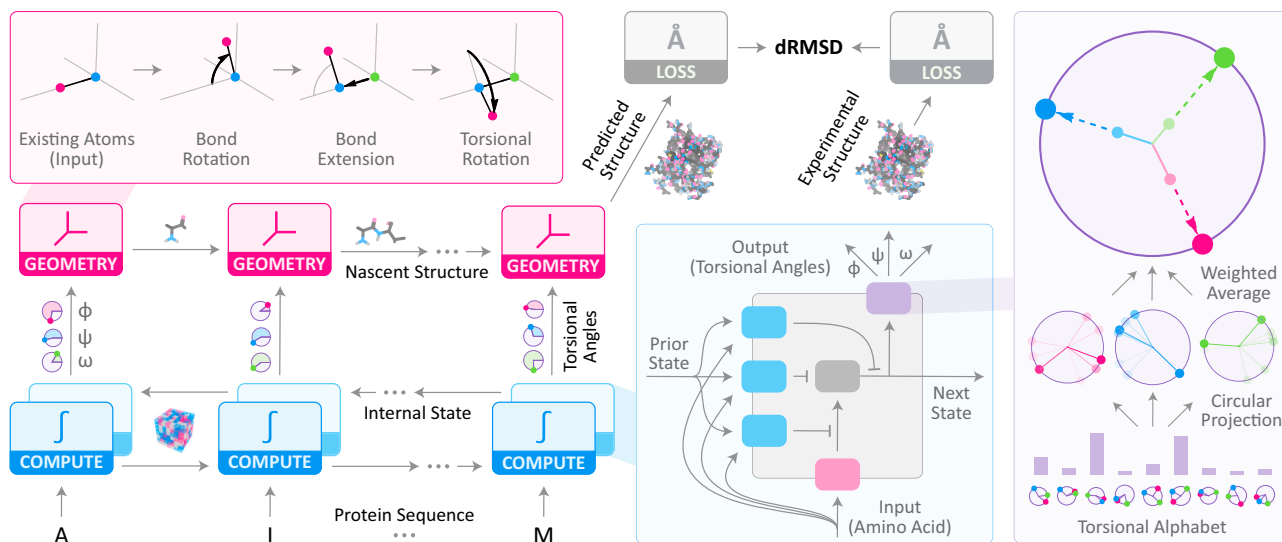 Existing Atoms
(Input)
Bond
Rotation
Bond
Extension
Torsional
Rotation
Å
LOSS
dRMSD
Å
LOSS
Predicted
Structure
Experimental
Structure
GEOMETRY
GEOMETRY
Nascent Structure
...
GEOMETRY
ϕ
ψ
ω
Torsional
Angles
∫
COMPUTE
∫
COMPUTE
...
Internal State
...
∫
COMPUTE
A
I
Protein Sequence
...
M
Output
(Torsional Angles)
ϕ
ψ
ω
Prior
State
Next
State
Input
(Amino Acid)
Weighted
Average
Circular
Projection
Torsional Alphabet